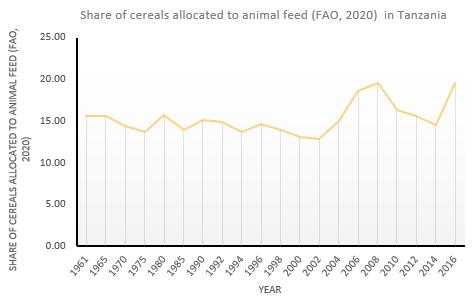 Share of cereals allocated to animal feed (FAO, 2020)  in Tanzania
SHARE OF CEREALS ALLOCATED TO ANIMAL FEED (FAO,
2020)
25.00
20.00
15.00
10.00
5.00
0.00
1961 1965 1970 1975 1980 1985 1990 1992 1994 1996 1998 2000 2002 2004 2006 2008 2010 2012 2014 2016
YEAR